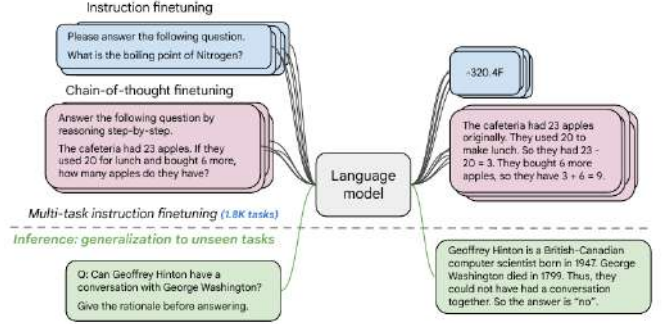 Instruction finetuning
Please answer the following question.
What is the boiling point of Nitrogen?
-320.4F
Chain-of-thought finetuning
Answer the following question by
reasoning step-by-step.
The cafeteria had 23 apples. If they
used 20 for lunch and bought 6 more,
how many apples do they have?
Language
model
The cafeteria had 23 apples
originally. They used 20 to
make lunch. So they had 23 -
20 = 3. They bought 6 more
apples, so they have 3 + 6 = 9.
Multi-task instruction finetuning (1.8K tasks)
Inference: generalization to unseen tasks
Q: Can Geoffrey Hinton have a
conversation with George Washington?
Give the rationale before answering.
Geoffrey Hinton is a British-Canadian
computer scientist born in 1947. George
Washington died in 1799. Thus, they
could not have had a conversation
together. So the answer is "no".